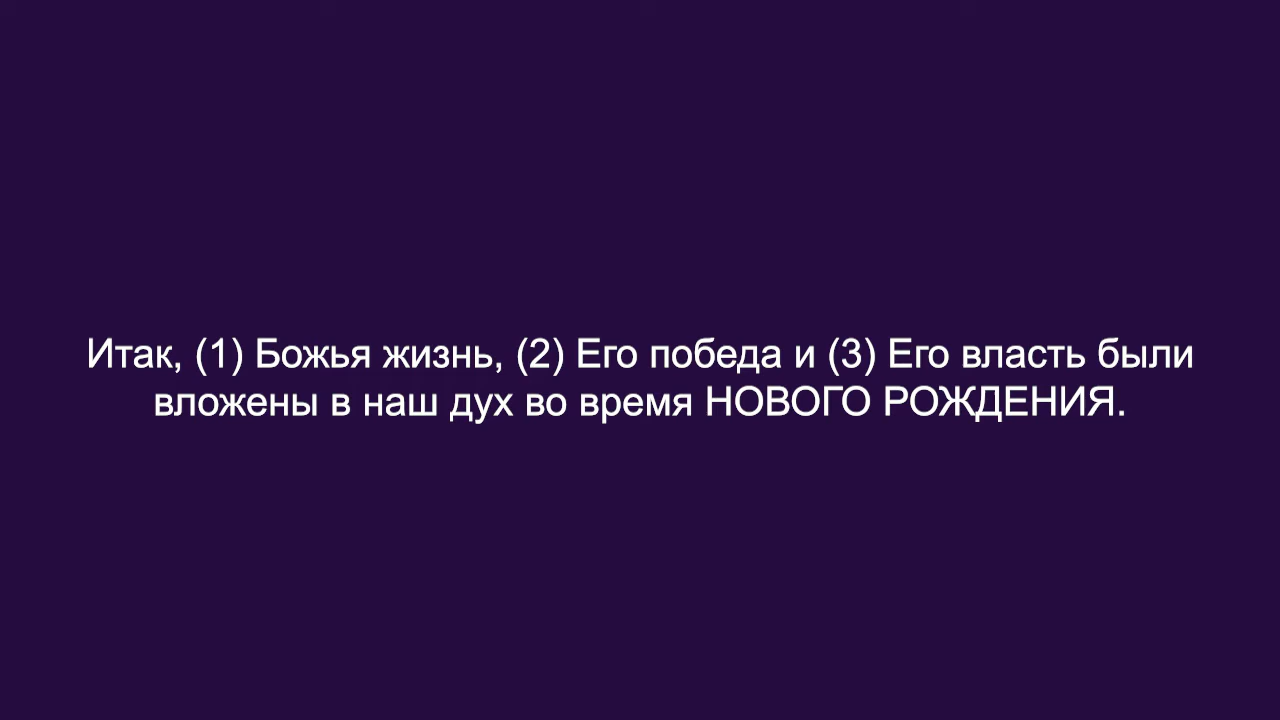 Итак, (1) Божья жизнь, (2) Его победа и (3) Его власть были
вложены в наш дух во время НОВОГО РОЖДЕНИЯ.